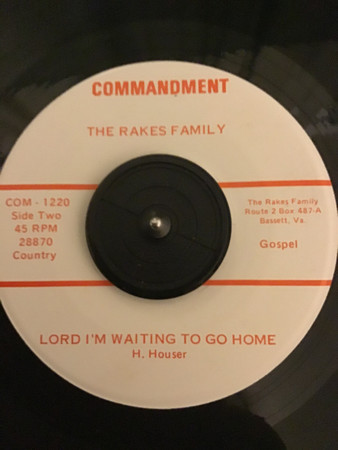 COMMANDMENT
THE RAKES FAMILY
COM - 1220
Side Two
45 RPM
28870
Country
The Rakes Family
Route 2 Box 487-A
Bassett, Va.
Gospel
LORD I'M WAITING TO GO HOME
H. Houser